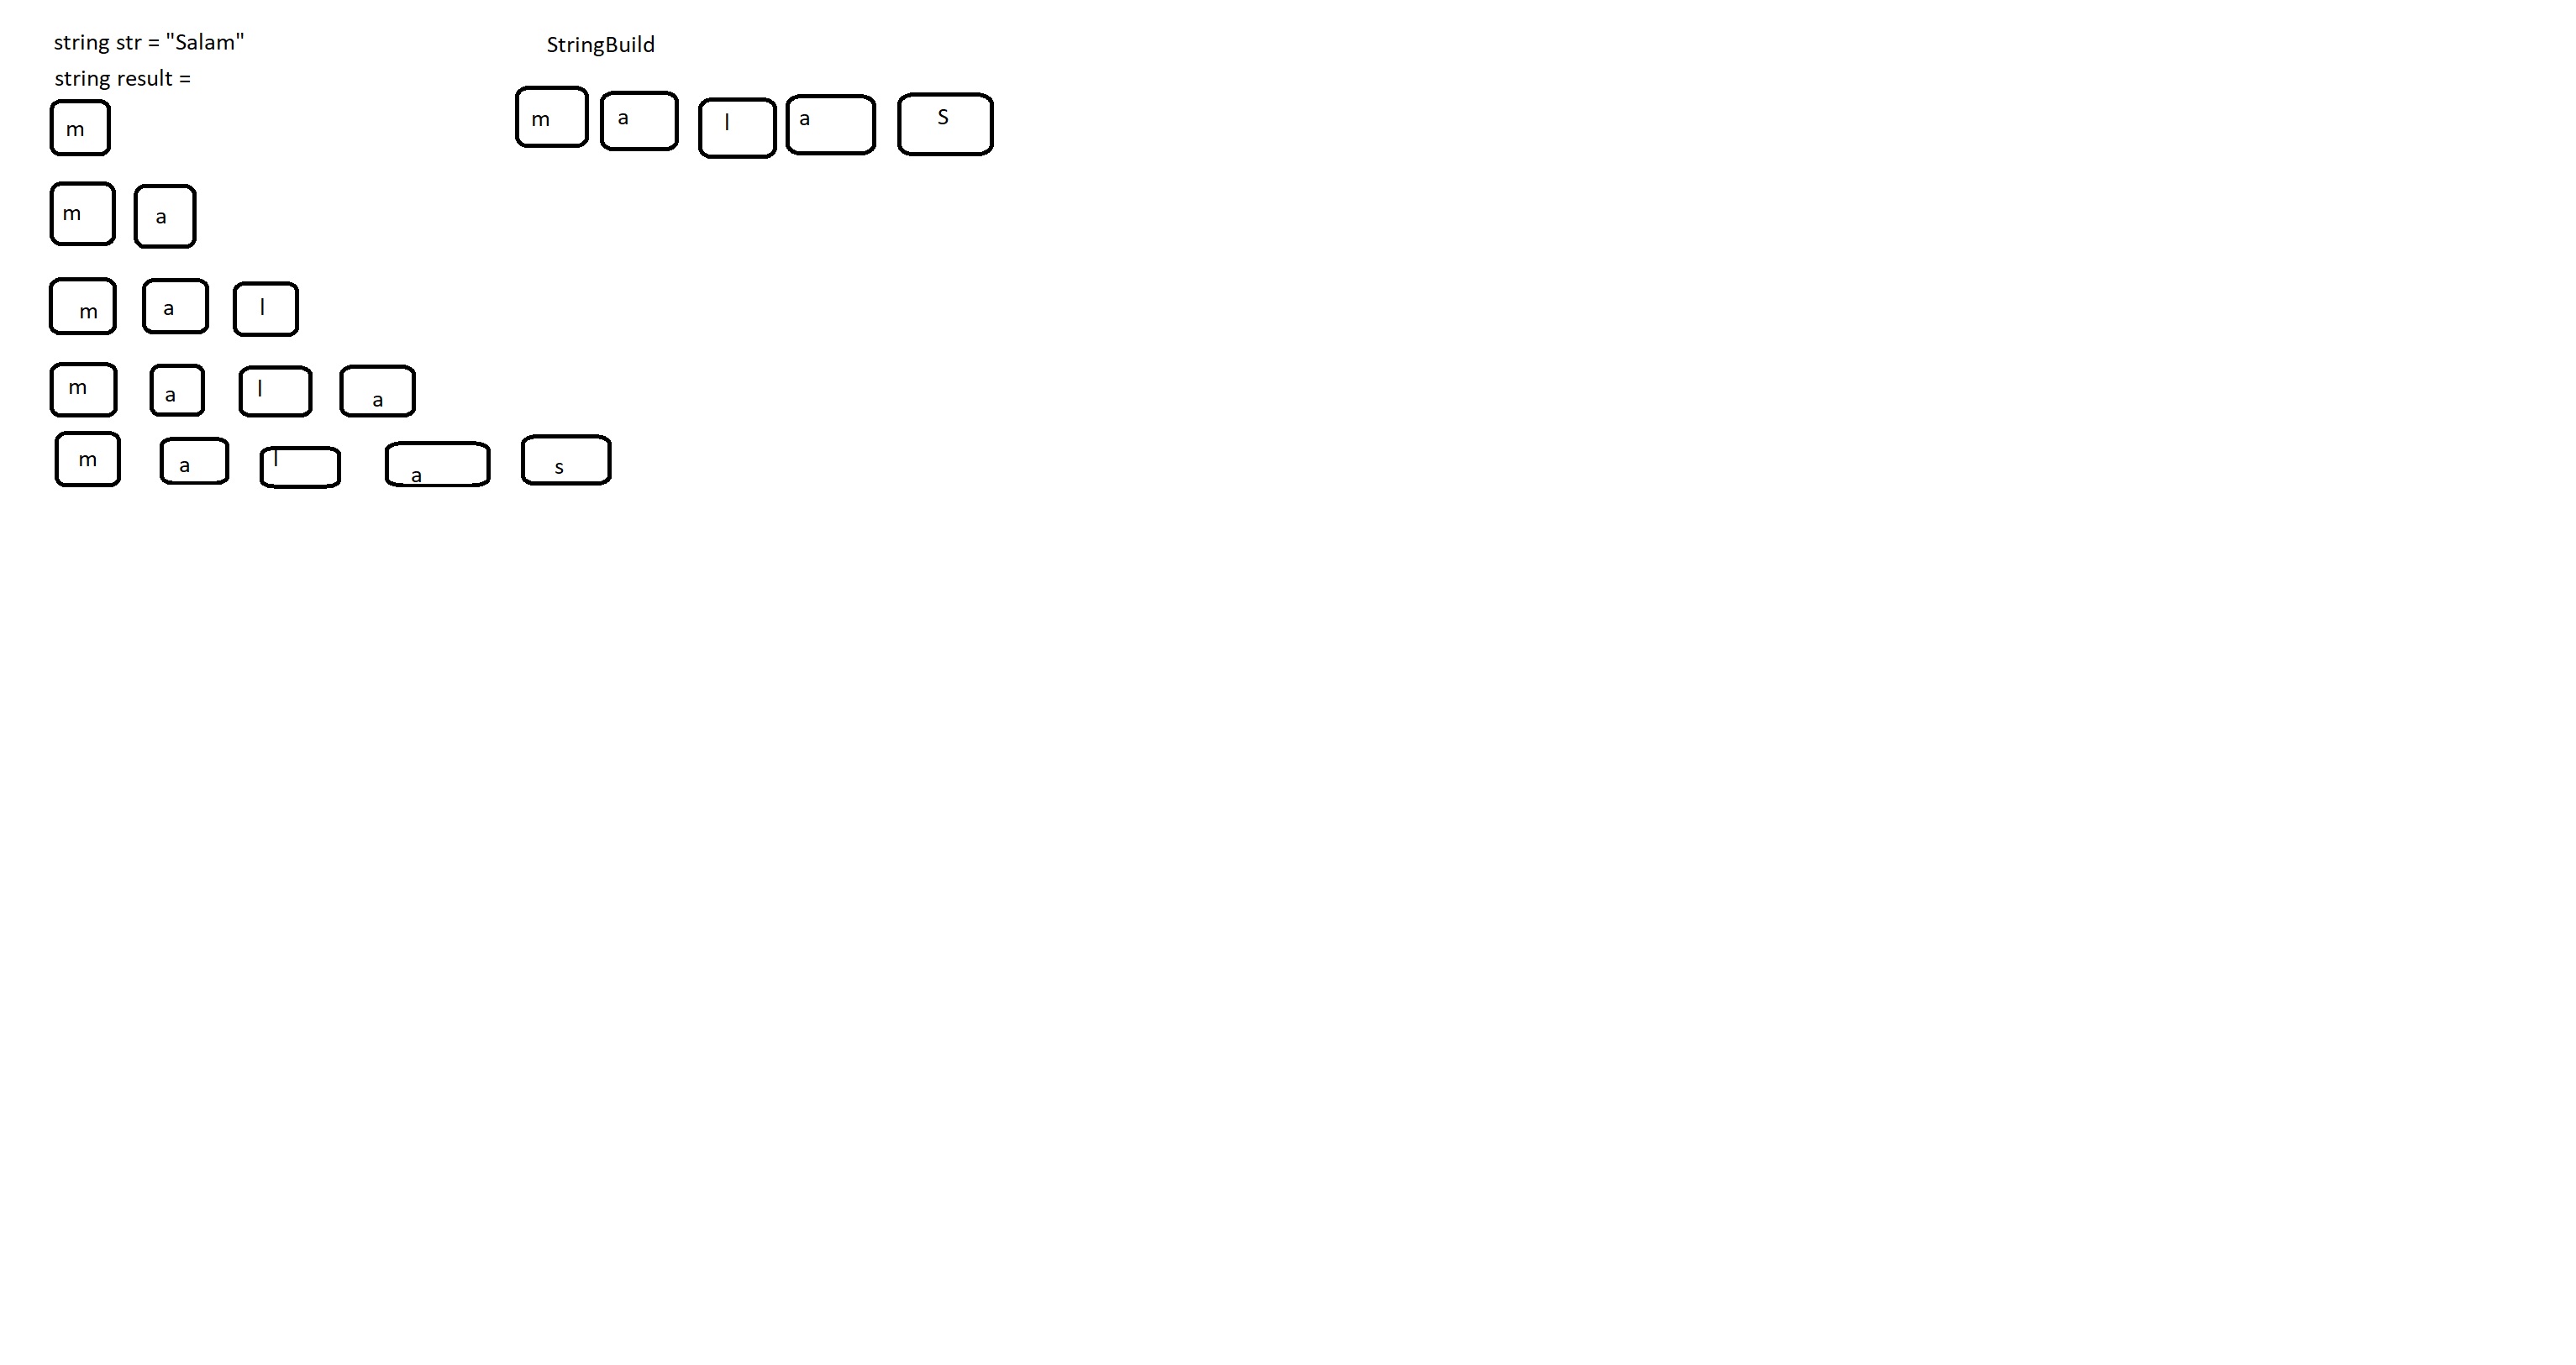 string str = "Salam"
string result =
m
m a
m a l
m a l a
m a l a s
StringBuild
m a l a S